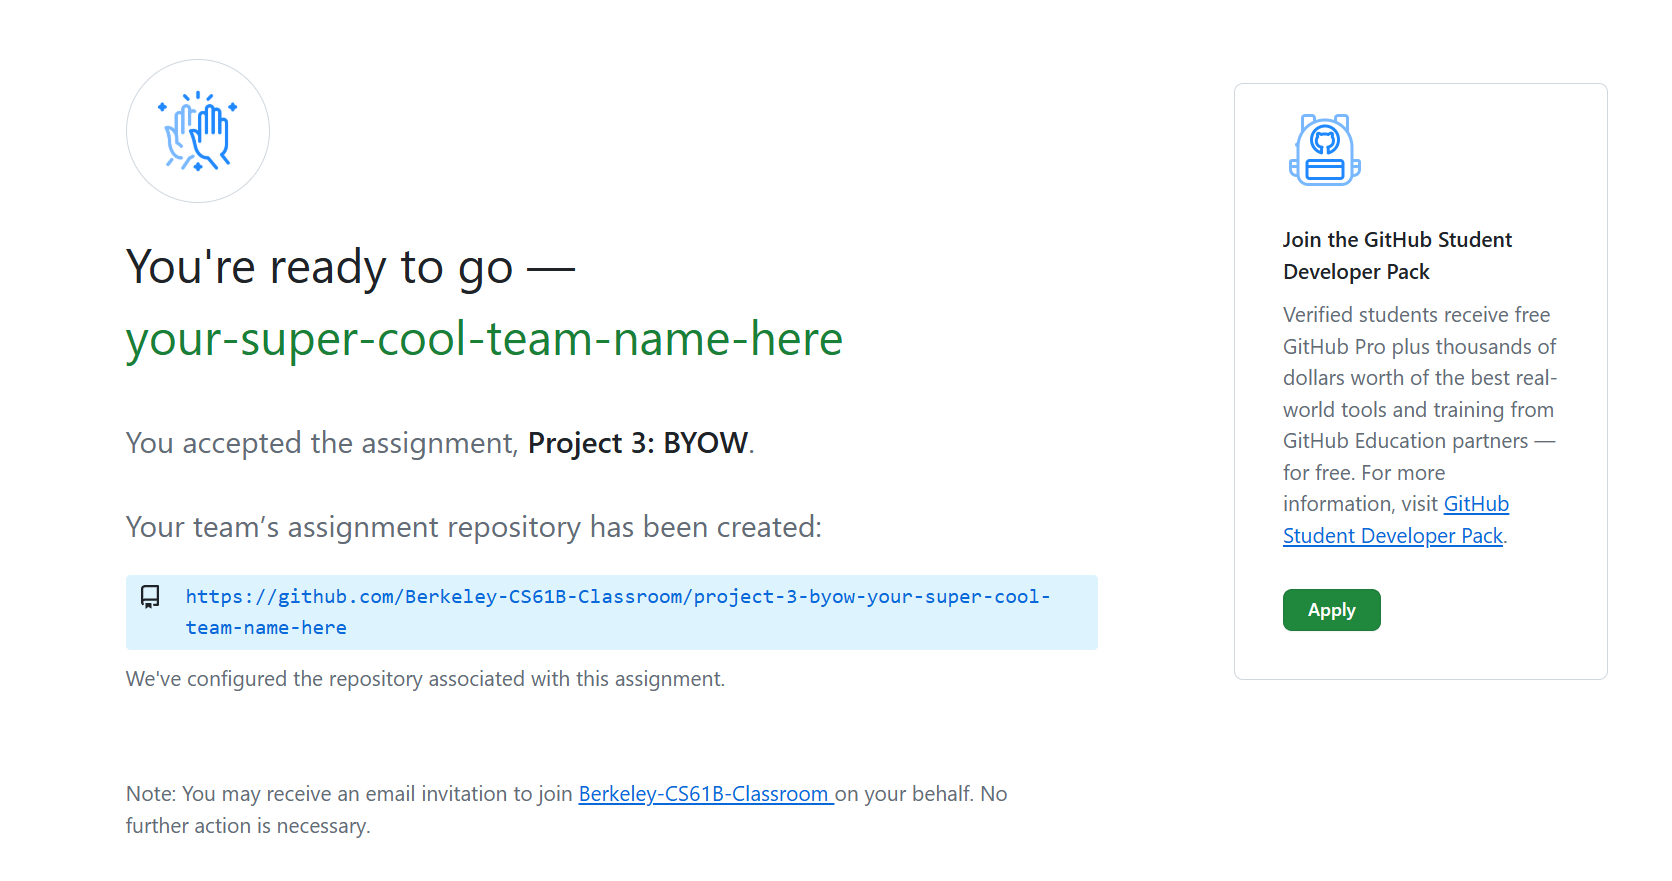 You're ready to go —
your-super-cool-team-name-here
You accepted the assignment, Project 3: BYOW.
Your team’s assignment repository has been created:
https://github.com/Berkeley-CS61B-Classroom/project-3-byow-your-super-cool-
team-name-here
We've configured the repository associated with this assignment.
Note: You may receive an email invitation to join Berkeley-CS61B-Classroom on your behalf. No
further action is necessary.
Join the GitHub Student
Developer Pack
Verified students receive free
GitHub Pro plus thousands of
dollars worth of the best real-
world tools and training from
GitHub Education partners —
for free. For more
information, visit GitHub
Student Developer Pack.
Apply